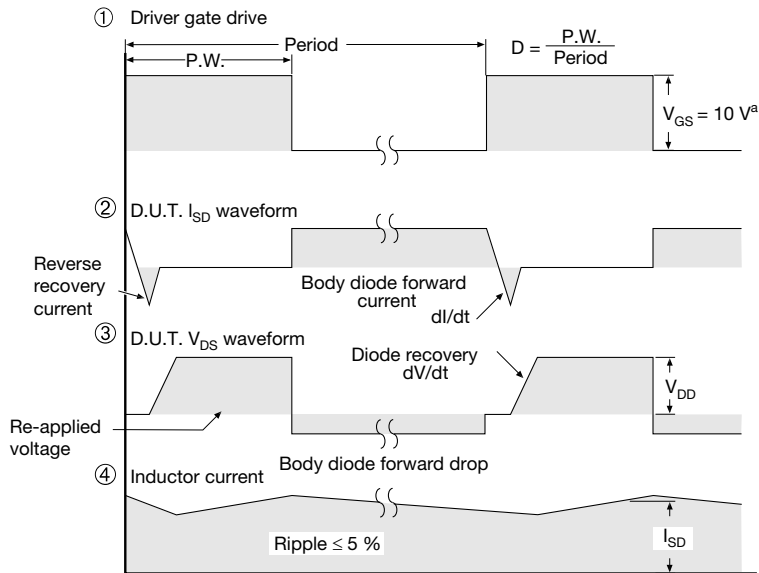 ① Driver gate drive
Period
P.W.
D = P.W.
Period
V_GS = 10 V^a
② D.U.T. I_SD waveform
Reverse
recovery
current
Body diode forward
current
dI/dt
③ D.U.T. V_DS waveform
Diode recovery
dV/dt
V_DD
Re-applied
voltage
Body diode forward drop
④ Inductor current
Ripple ≤ 5 %
I_SD